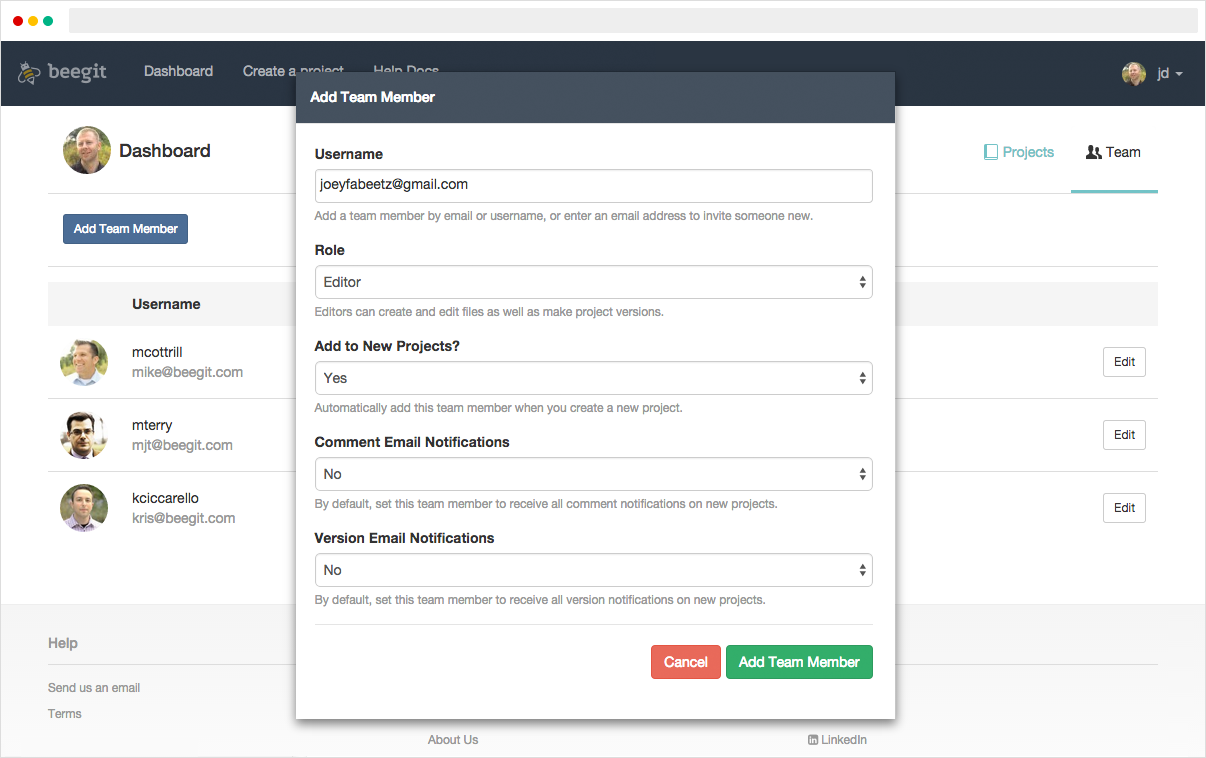 beegit
Dashboard
Create a project
Help Docs
jd
Add Team Member
Dashboard
Projects
Team
Add Team Member
Username
joeyfabeetz@gmail.com
Add a team member by email or username, or enter an email address to invite someone new.
Role
Editor
Editors can create and edit files as well as make project versions.
Add to New Projects?
Yes
Automatically add this team member when you create a new project.
Comment Email Notifications
No
By default, set this team member to receive all comment notifications on new projects.
Version Email Notifications
No
By default, set this team member to receive all version notifications on new projects.
Cancel
Add Team Member
Username
mcottrill
mike@beegit.com
Edit
mterry
mjt@beegit.com
Edit
kciccarello
kris@beegit.com
Edit
Help
Send us an email
Terms
About Us
LinkedIn